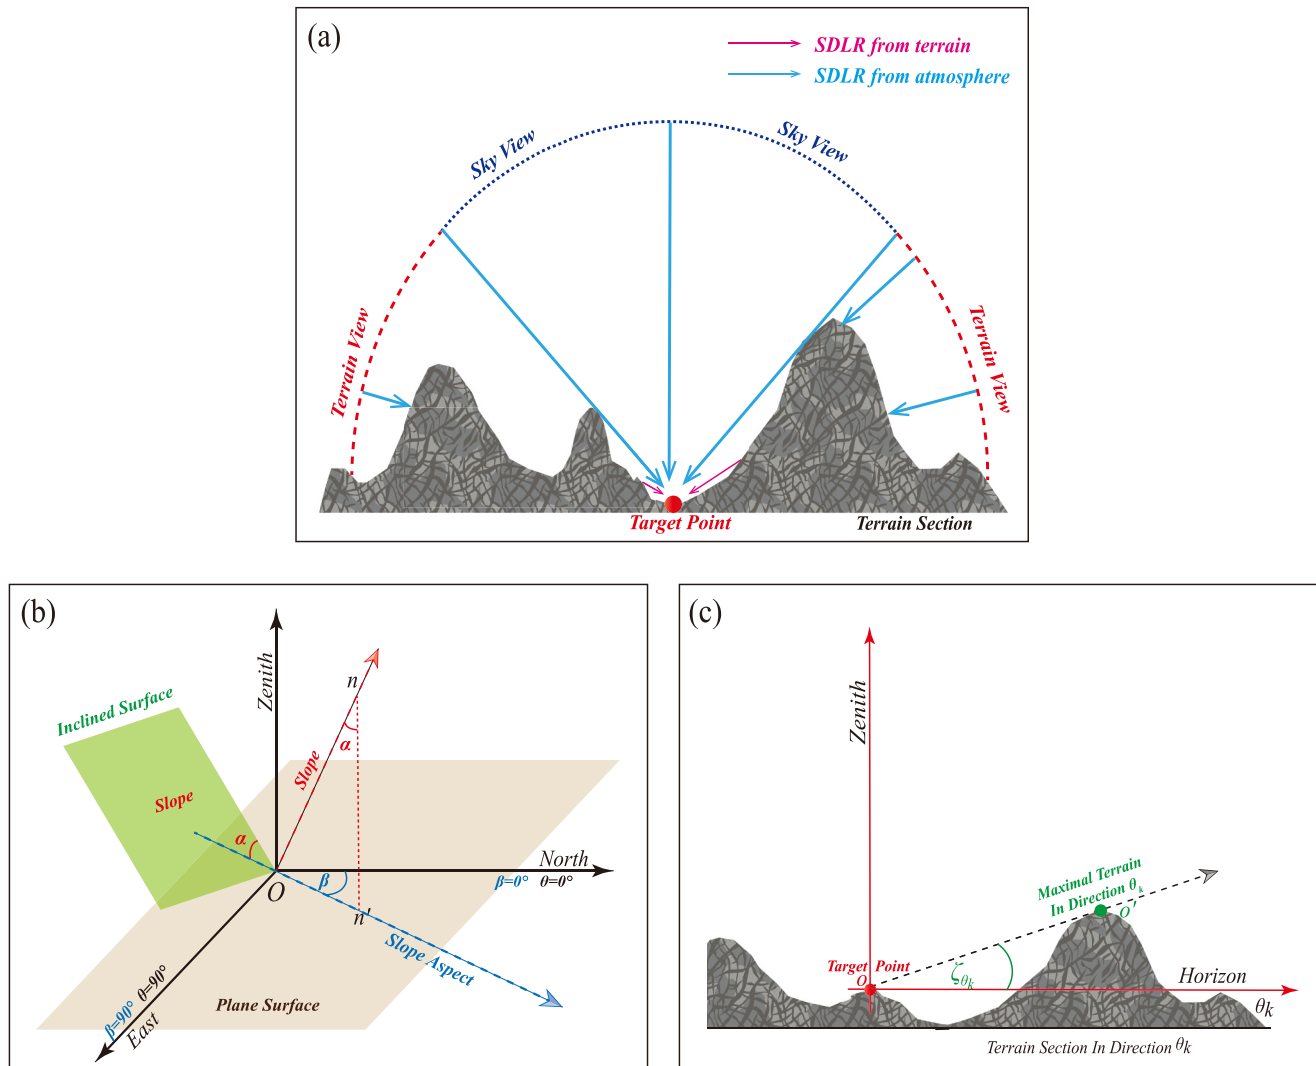 (a)
SDLR from terrain
SDLR from atmosphere
Sky View
Sky View
Terrain View
Terrain View
Target Point
Terrain Section
(b)
Zenith
Inclined Surface
Slope
α
n
α
Slope
O
β
n'
North
β=0° θ=0°
Slope Aspect
β=90° θ=90°
East
Plane Surface
(c)
Zenith
Maximal Terrain
In Direction θk
O'
Target Point
O
ζθk
Horizon
θk
Terrain Section In Direction θk